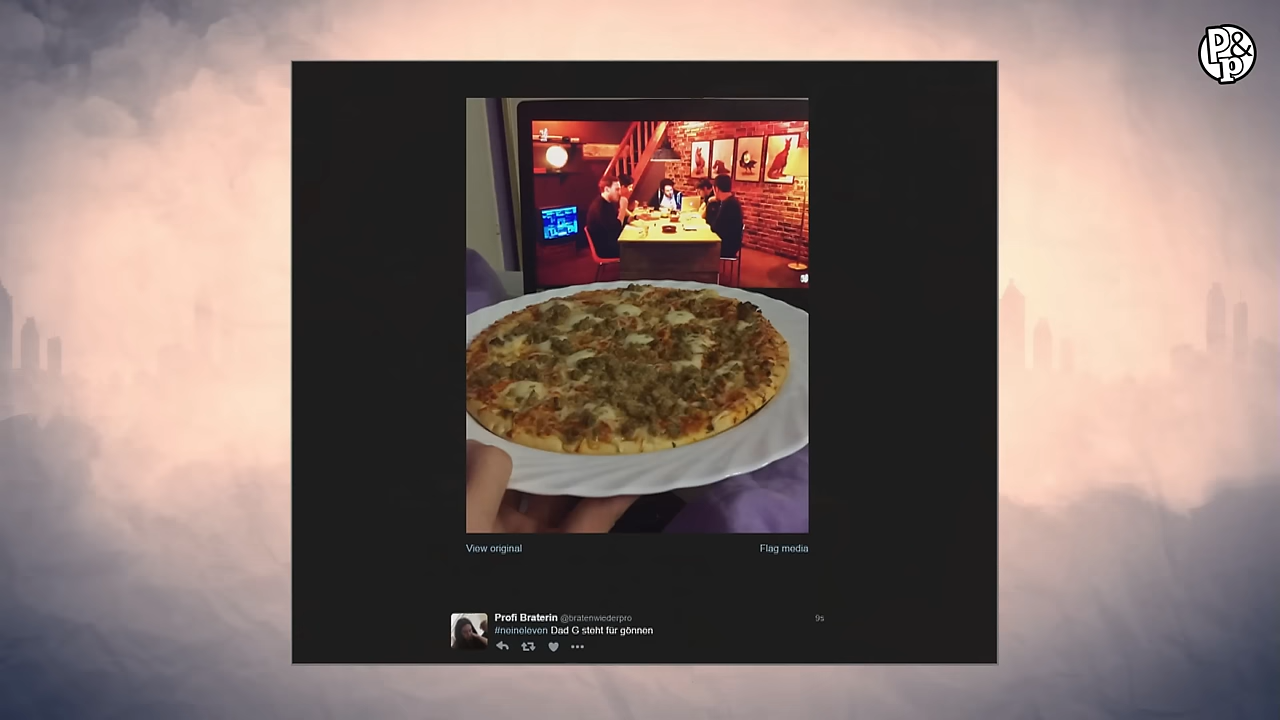 P&P
View original
Flag media
Profi Braterin @bratenwiederpro
9s
#neineleven Dad G steht für gönnen